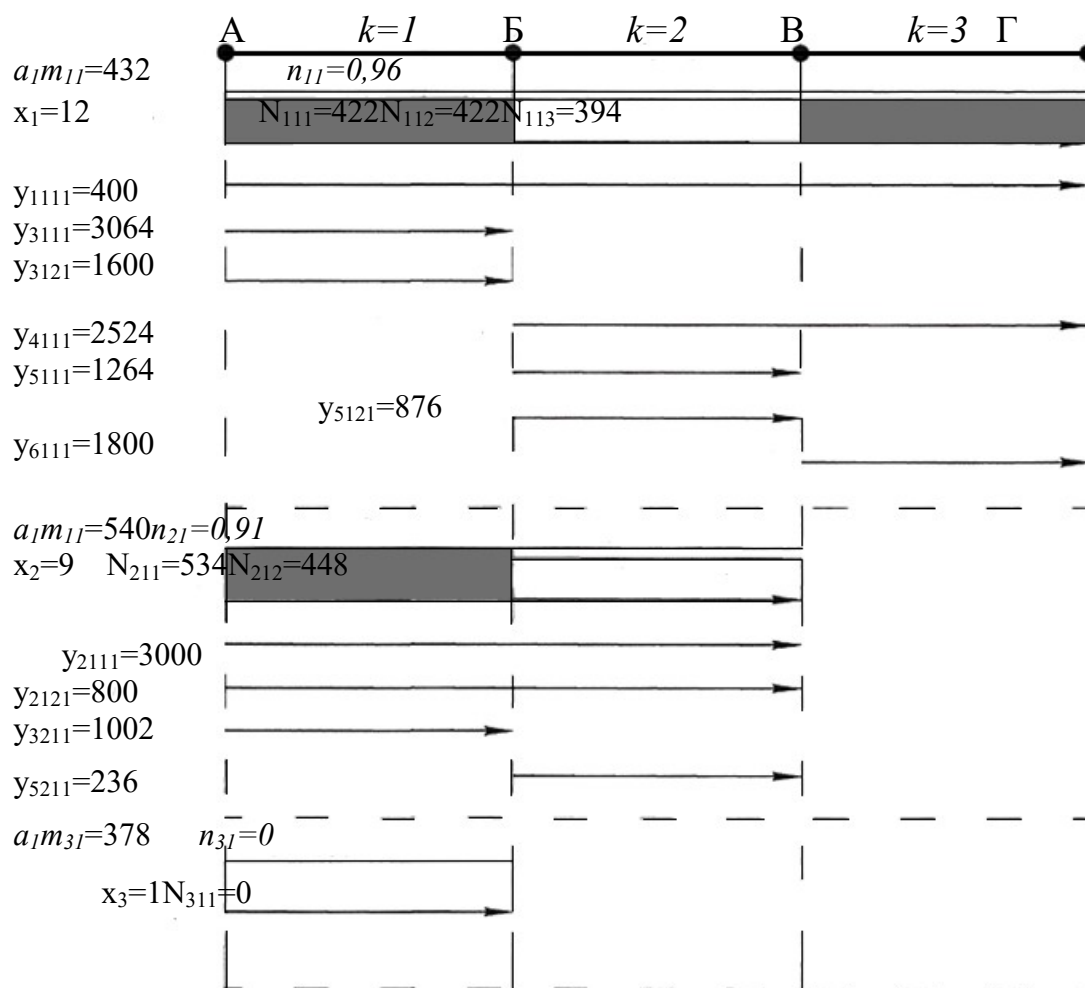 А k=1 Б k=2 В k=3 Г
a₁m₁₁=432 n₁₁=0,96
x₁=12 N₁₁₁=422N₁₁₂=422N₁₁₃=394
y₁₁₁₁=400
y₃₁₁₁=3064
y₃₁₂₁=1600
y₄₁₁₁=2524
y₅₁₁₁=1264
y₅₁₂₁=876
y₆₁₁₁=1800
a₁m₁₁=540n₂₁=0,91
x₂=9 N₂₁₁=534N₂₁₂=448
y₂₁₁₁=3000
y₂₁₂₁=800
y₃₂₁₁=1002
y₅₂₁₁=236
a₁m₃₁=378 n₃₁=0
x₃=1N₃₁₁=0